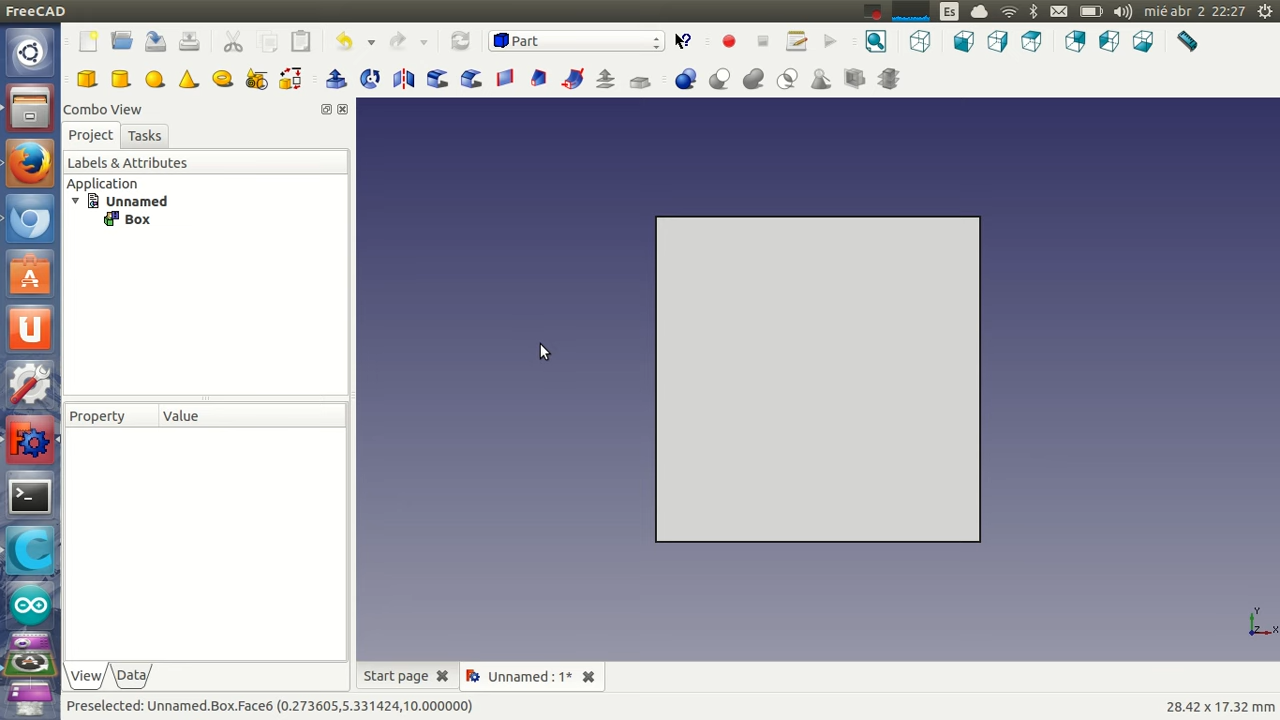 FreeCAD
Es
mié abr 2 22:27
Part
Combo View
Project
Tasks
Labels & Attributes
Application
Unnamed
Box
Property
Value
View
Data
Start page
Unnamed : 1*
Y
Z
X
Preselected: Unnamed.Box.Face6 (0.273605,5.331424,10.000000)
28.42 x 17.32 mm